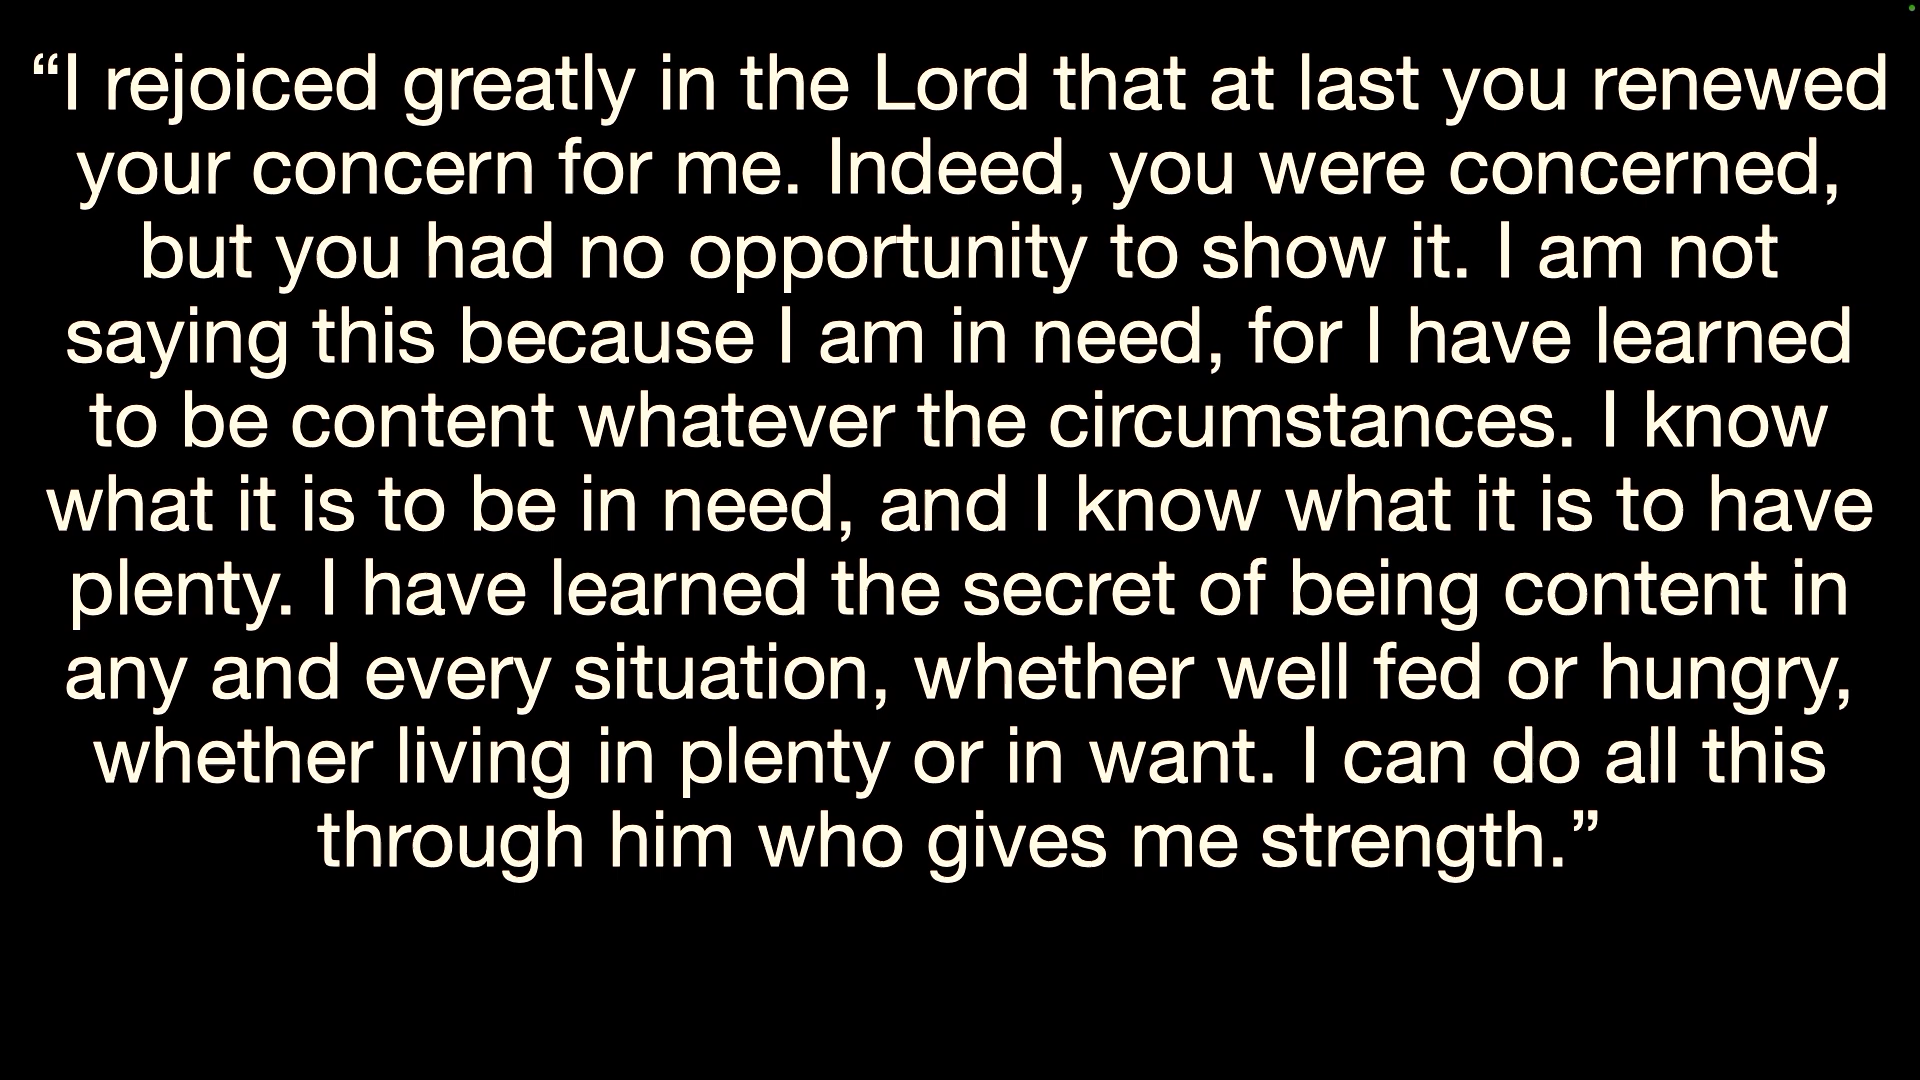 “I rejoiced greatly in the Lord that at last you renewed
your concern for me. Indeed, you were concerned,
but you had no opportunity to show it. I am not
saying this because I am in need, for I have learned
to be content whatever the circumstances. I know
what it is to be in need, and I know what it is to have
plenty. I have learned the secret of being content in
any and every situation, whether well fed or hungry,
whether living in plenty or in want. I can do all this
through him who gives me strength.”